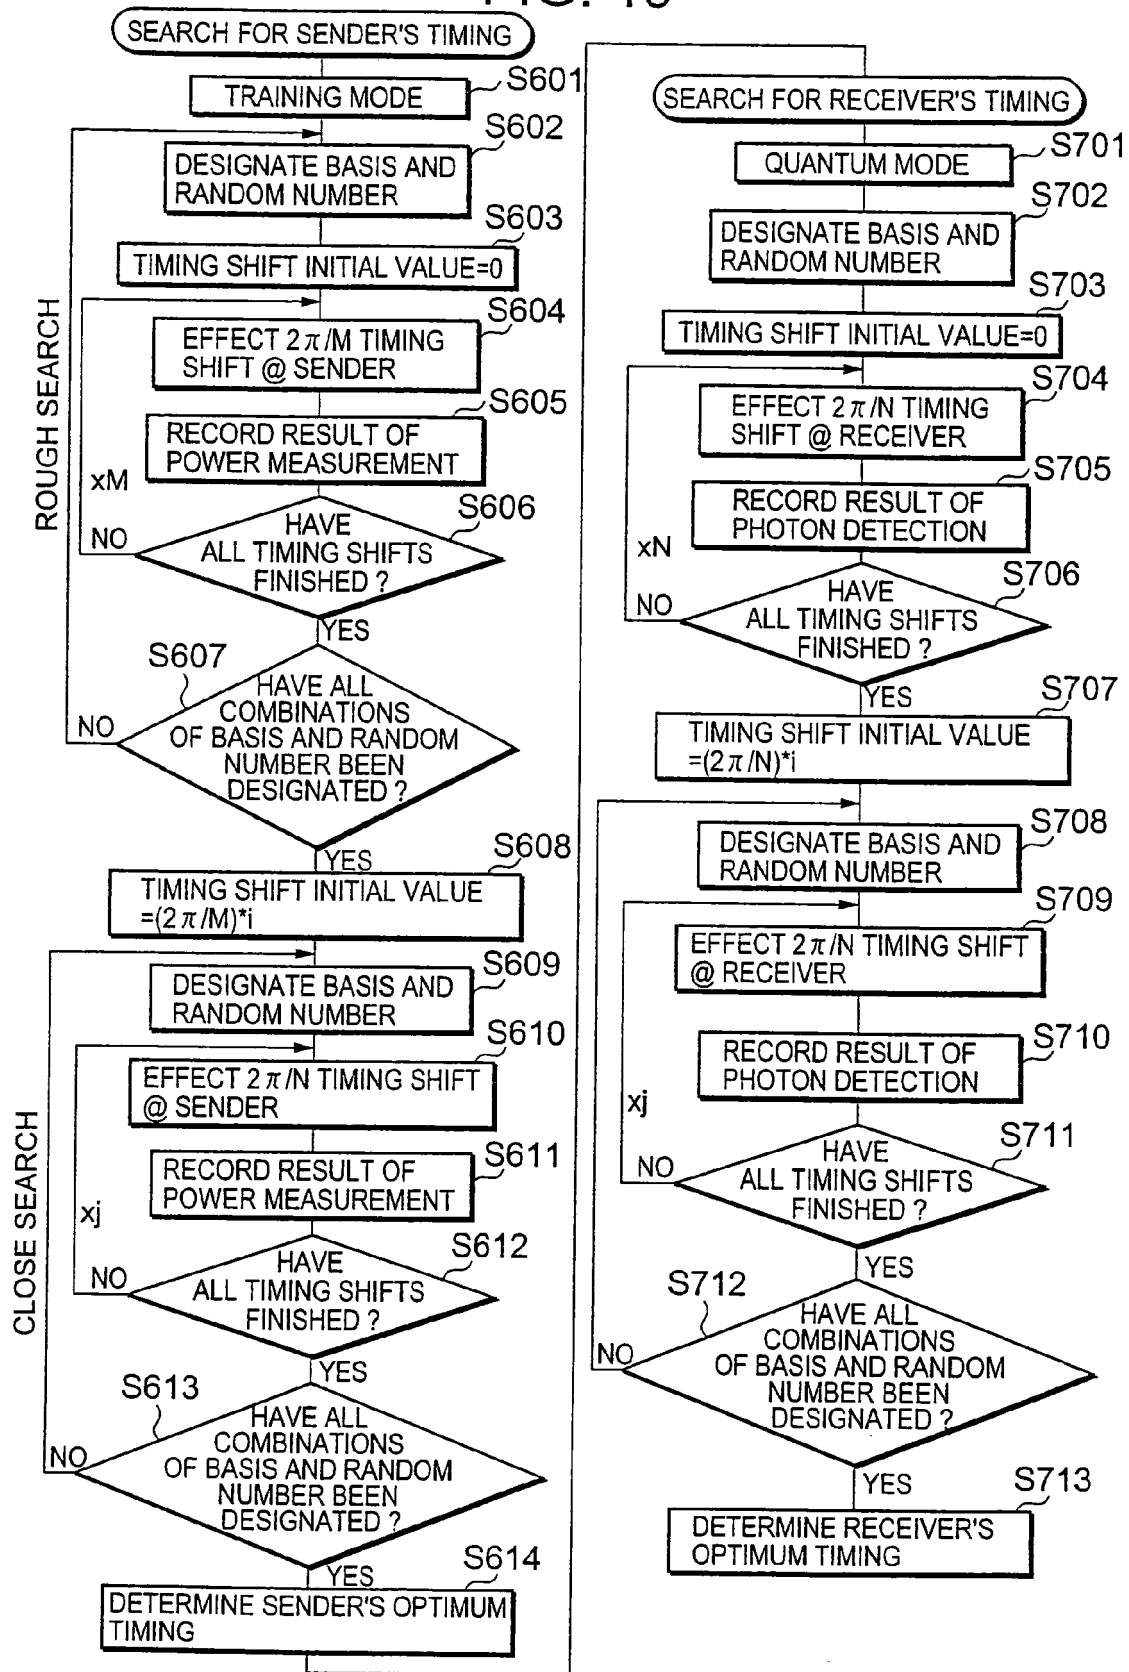 SEARCH FOR SENDER'S TIMING
TRAINING MODE
S601
S602
DESIGNATE BASIS AND
RANDOM NUMBER
S603
TIMING SHIFT INITIAL VALUE=0
S604
EFFECT 2π/M TIMING
SHIFT @ SENDER
S605
RECORD RESULT OF
POWER MEASUREMENT
ROUGH SEARCH
xM
S606
HAVE
ALL TIMING SHIFTS
FINISHED ?
NO
YES
S607
HAVE ALL
COMBINATIONS
OF BASIS AND RANDOM
NUMBER BEEN
DESIGNATED ?
NO
YES
S608
TIMING SHIFT INITIAL VALUE
=(2π/M)*i
S609
DESIGNATE BASIS AND
RANDOM NUMBER
S610
EFFECT 2π/N TIMING SHIFT
@ SENDER
S611
RECORD RESULT OF
POWER MEASUREMENT
CLOSE SEARCH
xj
S612
HAVE
ALL TIMING SHIFTS
FINISHED ?
NO
YES
S613
HAVE ALL
COMBINATIONS
OF BASIS AND RANDOM
NUMBER BEEN
DESIGNATED ?
NO
YES
S614
DETERMINE SENDER'S OPTIMUM
TIMING
SEARCH FOR RECEIVER'S TIMING
S701
QUANTUM MODE
S702
DESIGNATE BASIS AND
RANDOM NUMBER
S703
TIMING SHIFT INITIAL VALUE=0
S704
EFFECT 2π/N TIMING
SHIFT @ RECEIVER
S705
RECORD RESULT OF
PHOTON DETECTION
xN
S706
HAVE
ALL TIMING SHIFTS
FINISHED ?
NO
YES
S707
TIMING SHIFT INITIAL VALUE
=(2π/N)*i
S708
DESIGNATE BASIS AND
RANDOM NUMBER
S709
EFFECT 2π/N TIMING SHIFT
@ RECEIVER
S710
RECORD RESULT OF
PHOTON DETECTION
xj
S711
HAVE
ALL TIMING SHIFTS
FINISHED ?
NO
YES
S712
HAVE ALL
COMBINATIONS
OF BASIS AND RANDOM
NUMBER BEEN
DESIGNATED ?
NO
YES
S713
DETERMINE RECEIVER'S
OPTIMUM TIMING